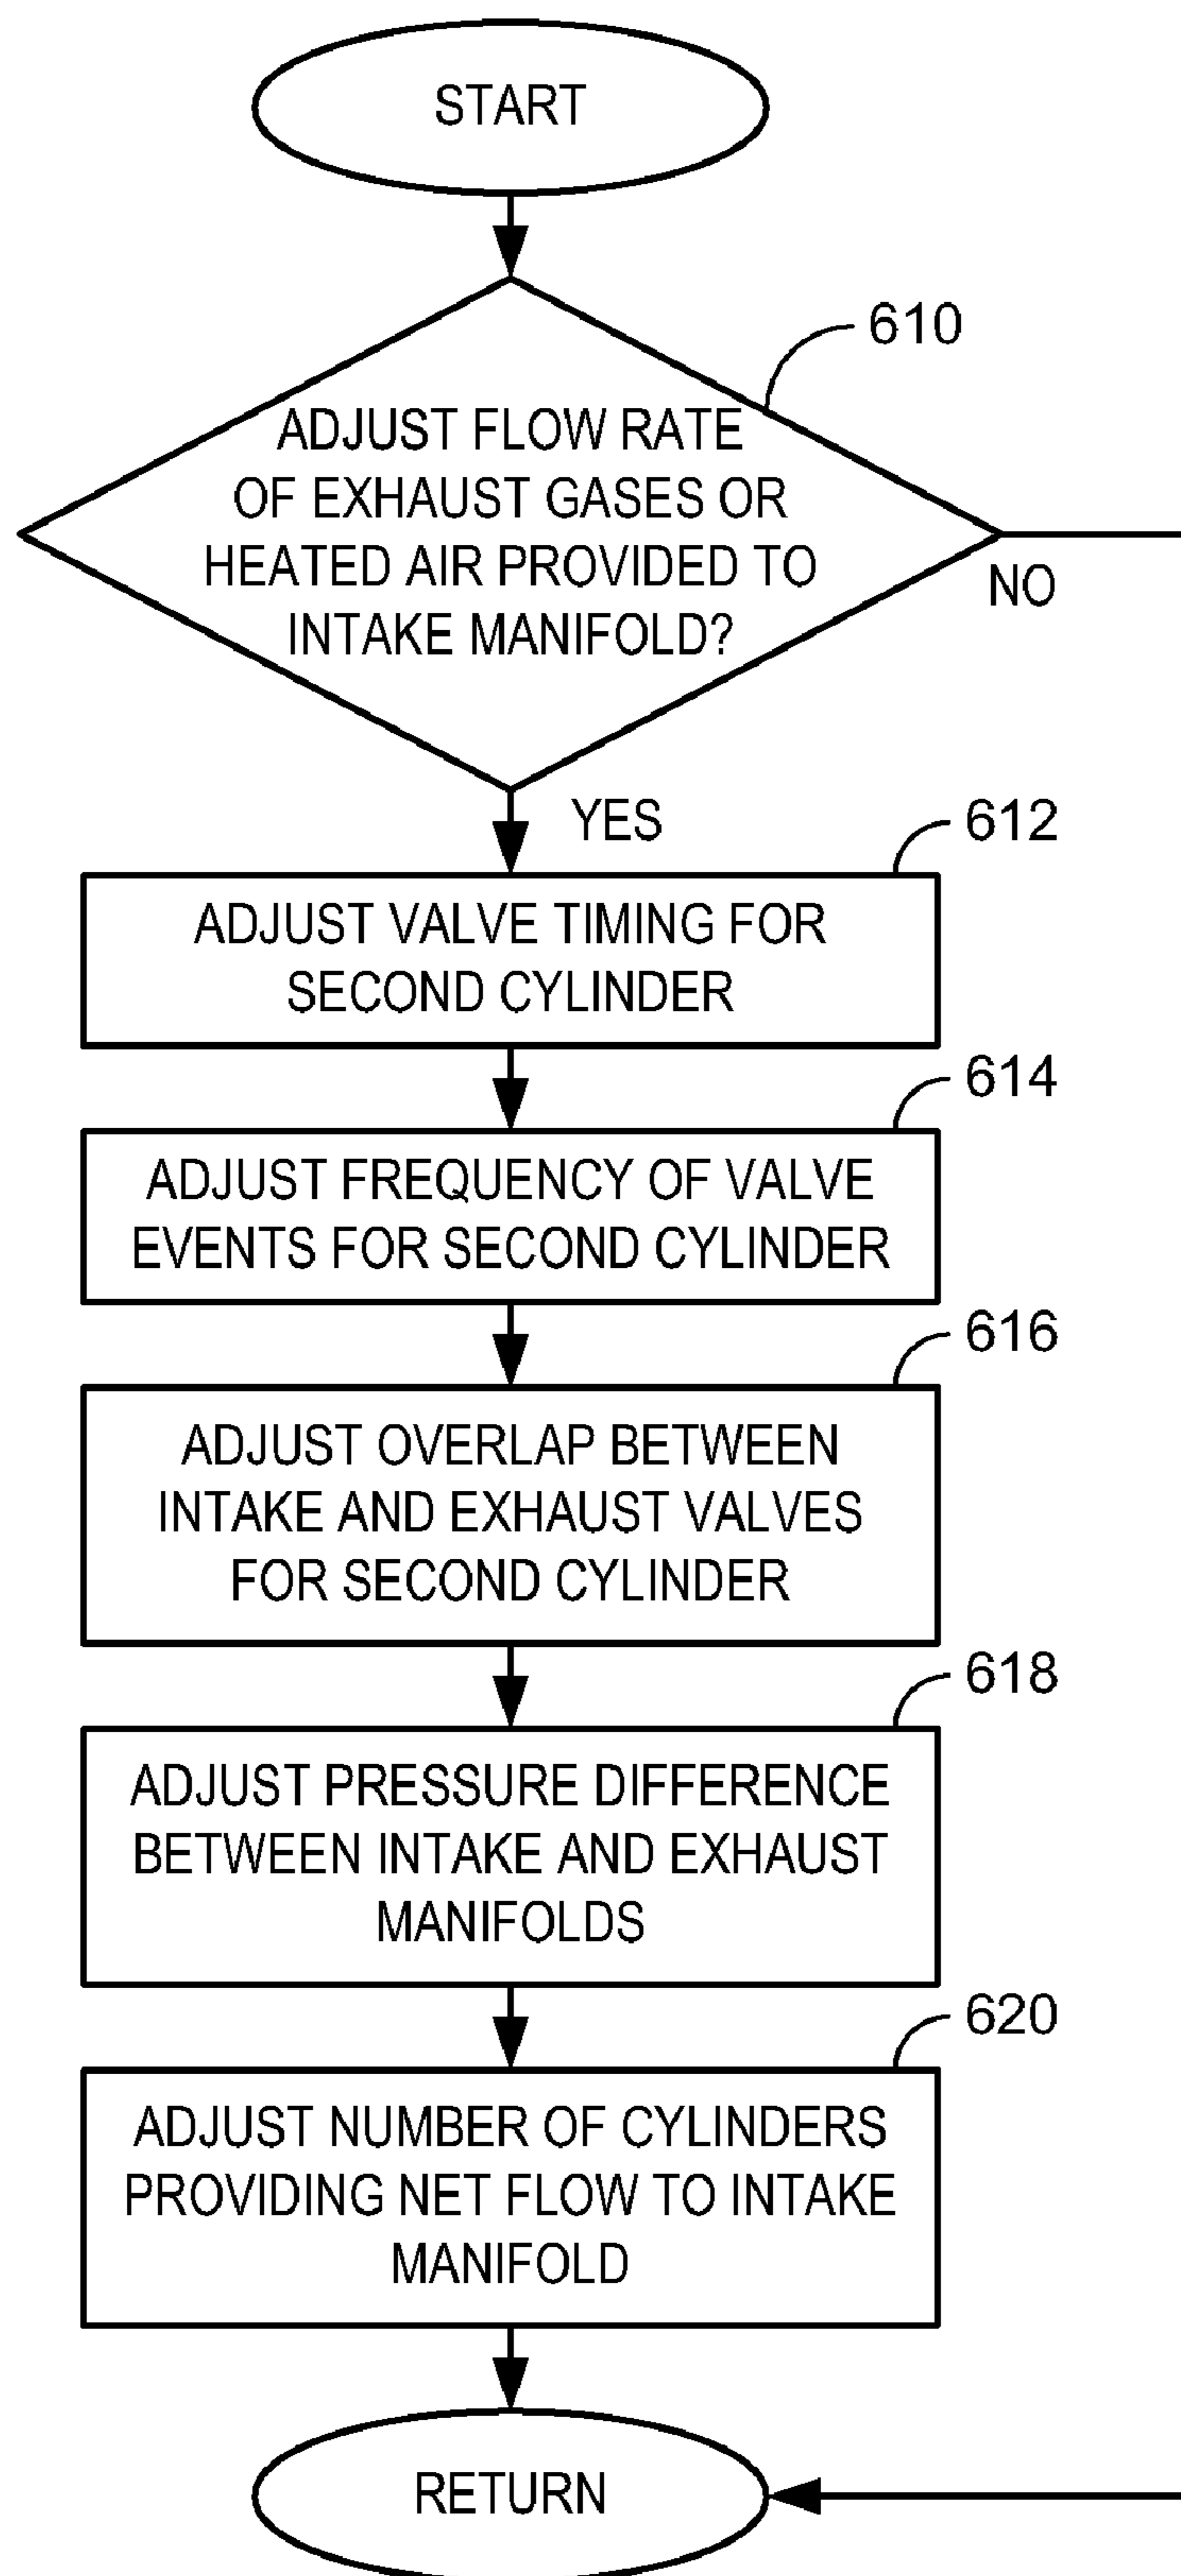 START
610
ADJUST FLOW RATE
OF EXHAUST GASES OR
HEATED AIR PROVIDED TO
INTAKE MANIFOLD?
NO
YES
612
ADJUST VALVE TIMING FOR
SECOND CYLINDER
614
ADJUST FREQUENCY OF VALVE
EVENTS FOR SECOND CYLINDER
616
ADJUST OVERLAP BETWEEN
INTAKE AND EXHAUST VALVES
FOR SECOND CYLINDER
618
ADJUST PRESSURE DIFFERENCE
BETWEEN INTAKE AND EXHAUST
MANIFOLDS
620
ADJUST NUMBER OF CYLINDERS
PROVIDING NET FLOW TO INTAKE
MANIFOLD
RETURN